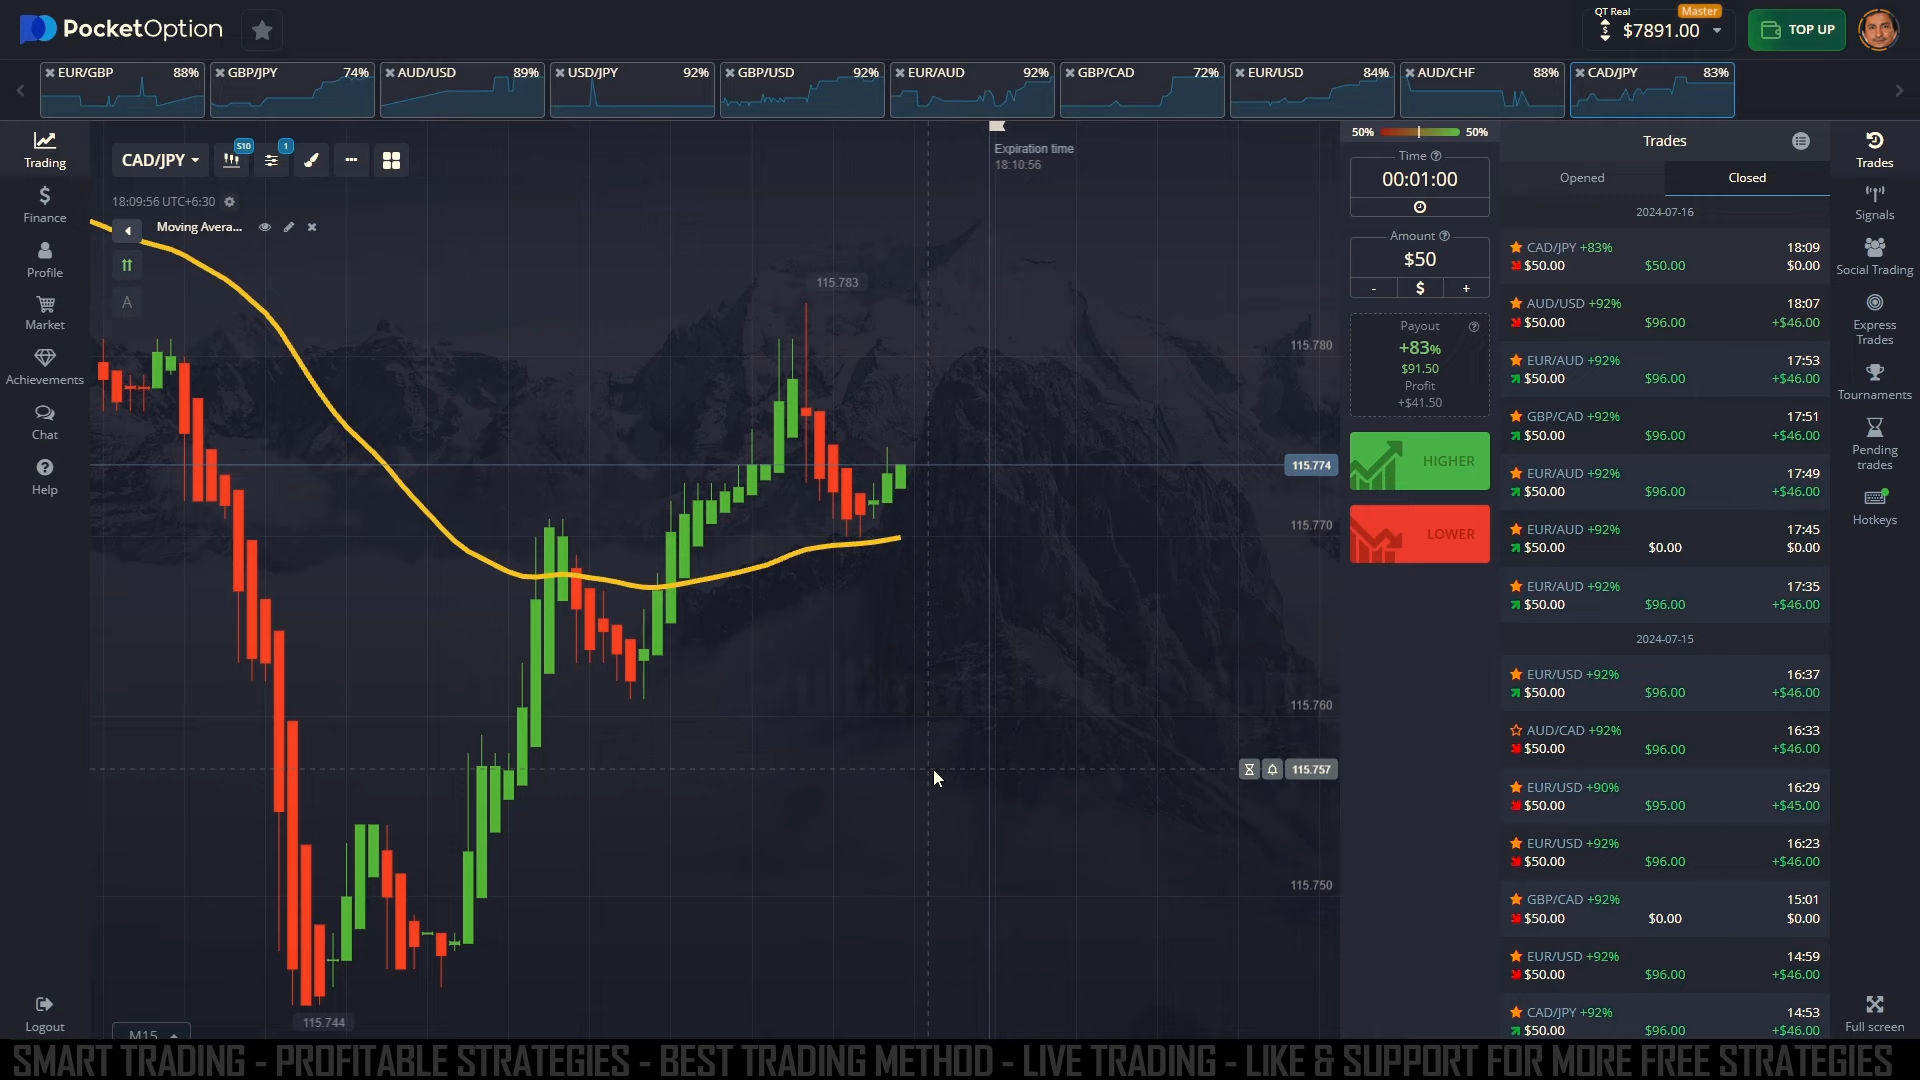 PocketOption
QT Real
Master
$7891.00
TOP UP
EUR/GBP 88%
GBP/JPY 74%
AUD/USD 89%
USD/JPY 92%
GBP/USD 92%
EUR/AUD 92%
GBP/CAD 72%
EUR/USD 84%
AUD/CHF 88%
CAD/JPY 83%
Trading
Finance
Profile
Market
Achievements
Chat
Help
Logout
CAD/JPY
S10
1
18:09:56 UTC+6:30
Moving Avera...
A
Expiration time
18:10:56
115.783
115.780
115.774
115.770
115.760
115.757
115.750
115.744
M15
50% 50%
Time
00:01:00
Amount
$50
- $ +
Payout
+83%
$91.50
Profit
+$41.50
HIGHER
LOWER
Trades
Opened Closed
2024-07-16
CAD/JPY +83% 18:09
$50.00 $50.00 $0.00
AUD/USD +92% 18:07
$50.00 $96.00 +$46.00
EUR/AUD +92% 17:53
$50.00 $96.00 +$46.00
GBP/CAD +92% 17:51
$50.00 $96.00 +$46.00
EUR/AUD +92% 17:49
$50.00 $96.00 +$46.00
EUR/AUD +92% 17:45
$50.00 $0.00 $0.00
EUR/AUD +92% 17:35
$50.00 $96.00 +$46.00
2024-07-15
EUR/USD +92% 16:37
$50.00 $96.00 +$46.00
AUD/CAD +92% 16:33
$50.00 $96.00 +$46.00
EUR/USD +90% 16:29
$50.00 $95.00 +$45.00
EUR/USD +92% 16:23
$50.00 $96.00 +$46.00
GBP/CAD +92% 15:01
$50.00 $0.00 $0.00
EUR/USD +92% 14:59
$50.00 $96.00 +$46.00
CAD/JPY +92% 14:53
$50.00 $96.00 +$46.00
Trades
Signals
Social Trading
Express
Trades
Tournaments
Pending
trades
Hotkeys
Full screen
SMART TRADING - PROFITABLE STRATEGIES - BEST TRADING METHOD - LIVE TRADING - LIKE & SUPPORT FOR MORE FREE STRATEGIES